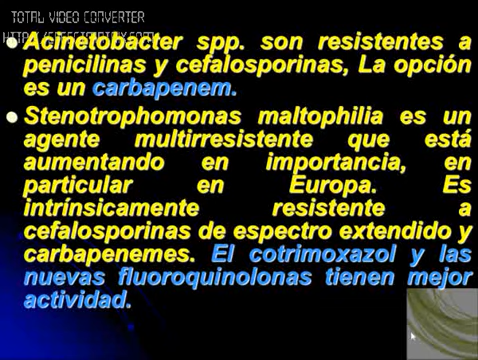 TOTAL VIDEO CONVERTER
Acinetobacter spp. son resistentes a
penicilinas y cefalosporinas, La opción
es un carbapenem.
Stenotrophomonas maltophilia es un
agente multirresistente que está
aumentando en importancia, en
particular en Europa. Es
intrínsicamente resistente a
cefalosporinas de espectro extendido y
carbapenemes. El cotrimoxazol y las
nuevas fluoroquinolonas tienen mejor
actividad.